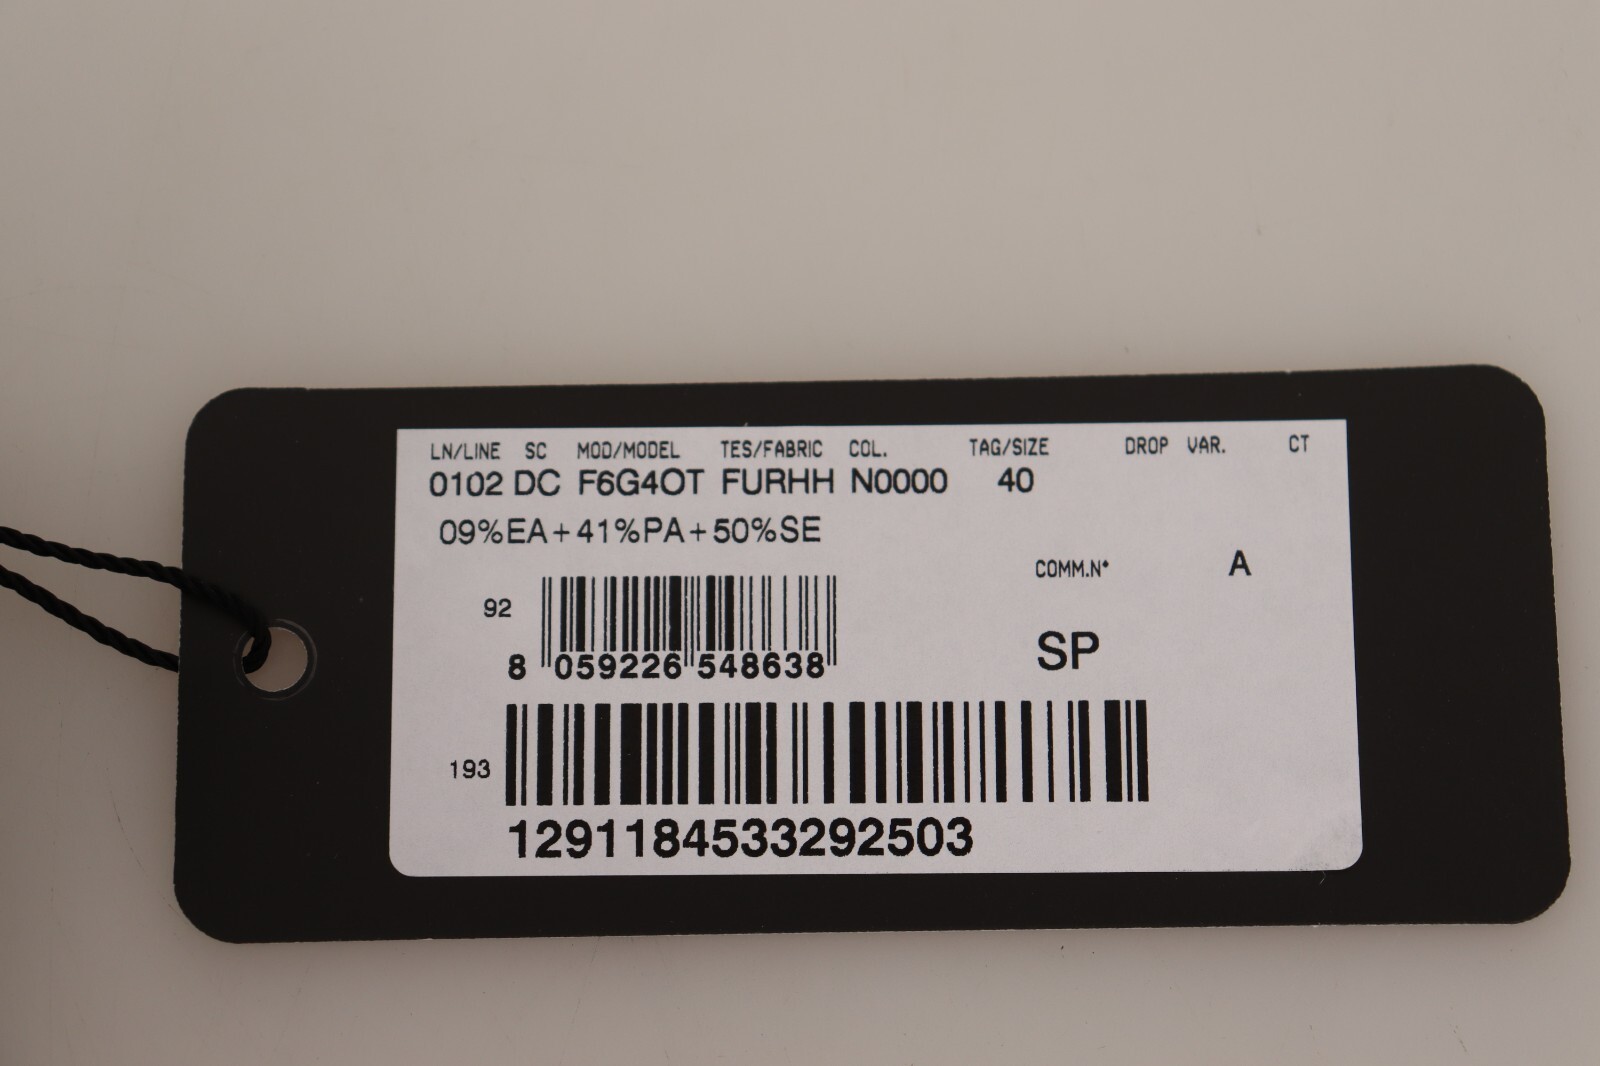 LN/LINE SC MOD/MODEL TES/FABRIC COL. TAG/SIZE DROP VAR. CT
0102 DC F6G4OT FURHH N0000 40
09%EA+41%PA+50%SE
COMM.N° A
92
8 059226 548638
SP
193
1291184533292503